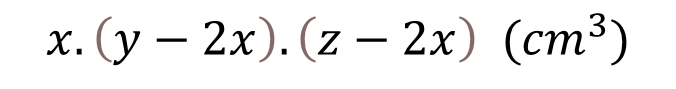 x.(y − 2x).(z − 2x) (cm³)